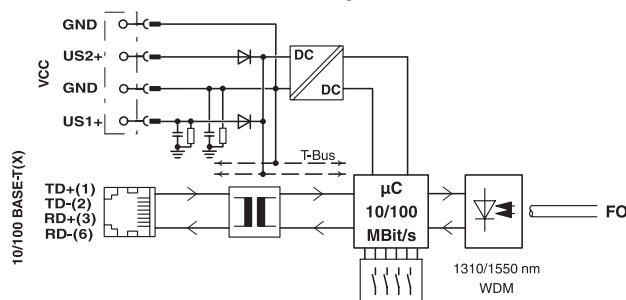 GND
US2+
GND
US1+
VCC
DC
DC
T-Bus
10/100 BASE-T(X)
TD+(1)
TD-(2)
RD+(3)
RD-(6)
µC
10/100
MBit/s
FO
1310/1550 nm
WDM